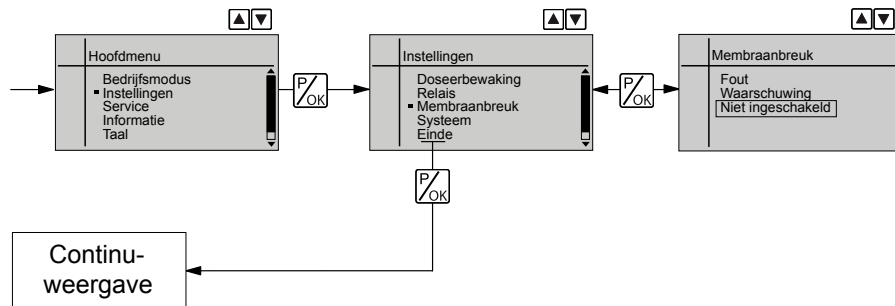 Hoofdmenu
Bedrijfsmodus
Instellingen
Service
Informatie
Taal
P/OK
Instellingen
Doseerbewaking
Relais
Membraanbreuk
Systeem
Einde
P/OK
Membraanbreuk
Fout
Waarschuwing
Niet ingeschakeld
P/OK
Continu-
weergave